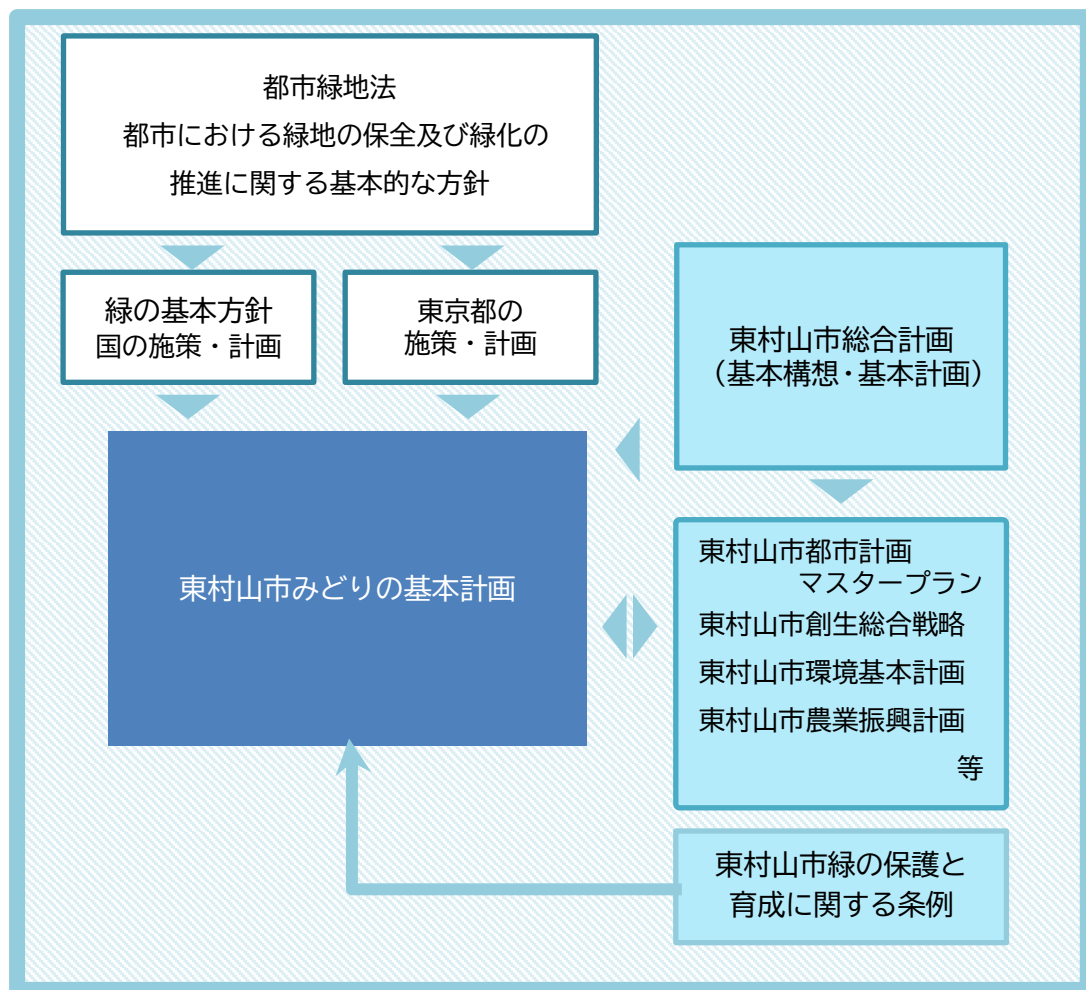 都市緑地法
都市における緑地の保全及び緑化の
推進に関する基本的な方針
緑の基本方針
国の施策・計画
東京都の
施策・計画
東村山市総合計画
（基本構想・基本計画）
東村山市みどりの基本計画
東村山市都市計画
マスタープラン
東村山市創生総合戦略
東村山市環境基本計画
東村山市農業振興計画
等
東村山市緑の保護と
育成に関する条例